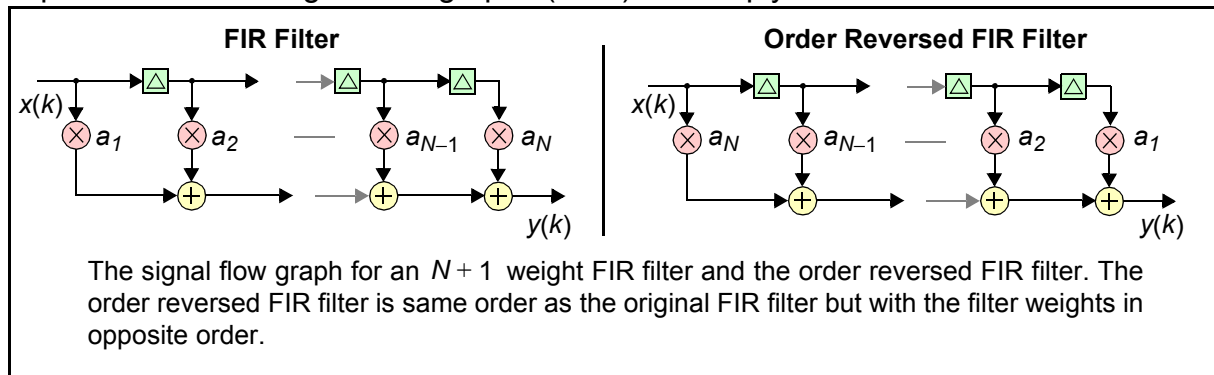 FIR Filter
Order Reversed FIR Filter
x(k)
a1
a2
aN–1
aN
y(k)
x(k)
aN
aN–1
a2
a1
y(k)
The signal flow graph for an N + 1 weight FIR filter and the order reversed FIR filter. The
order reversed FIR filter is same order as the original FIR filter but with the filter weights in
opposite order.